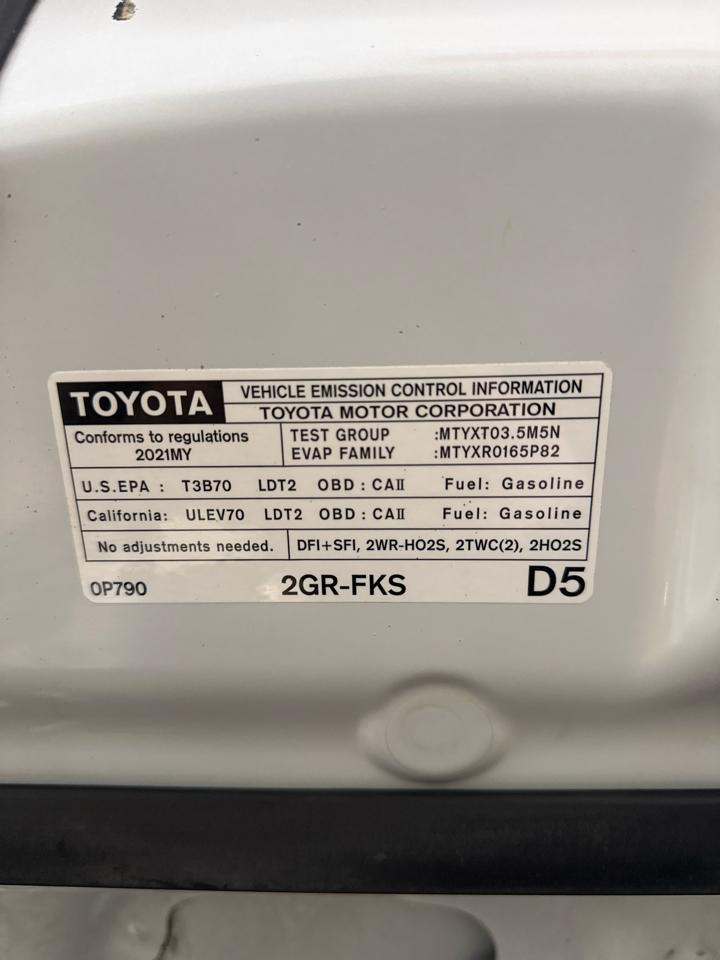 TOYOTA
VEHICLE EMISSION CONTROL INFORMATION
TOYOTA MOTOR CORPORATION
Conforms to regulations
2021MY
TEST GROUP :MTYXT03.5M5N
EVAP FAMILY :MTYXR0165P82
U.S.EPA : T3B70 LDT2 OBD : CAII Fuel: Gasoline
California: ULEV70 LDT2 OBD : CAII Fuel: Gasoline
No adjustments needed. DFI+SFI, 2WR-HO2S, 2TWC(2), 2HO2S
0P790 2GR-FKS D5